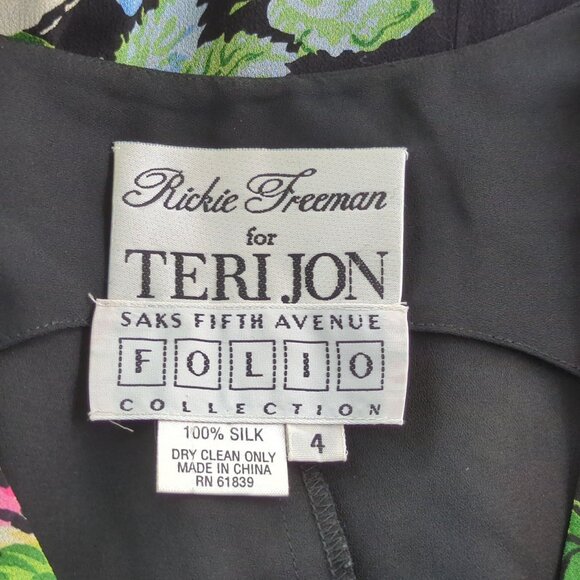 Rickie Freeman
for
TERI JON
SAKS FIFTH AVENUE
FOLIO
COLLECTION
100% SILK
DRY CLEAN ONLY
MADE IN CHINA
RN 61839
4